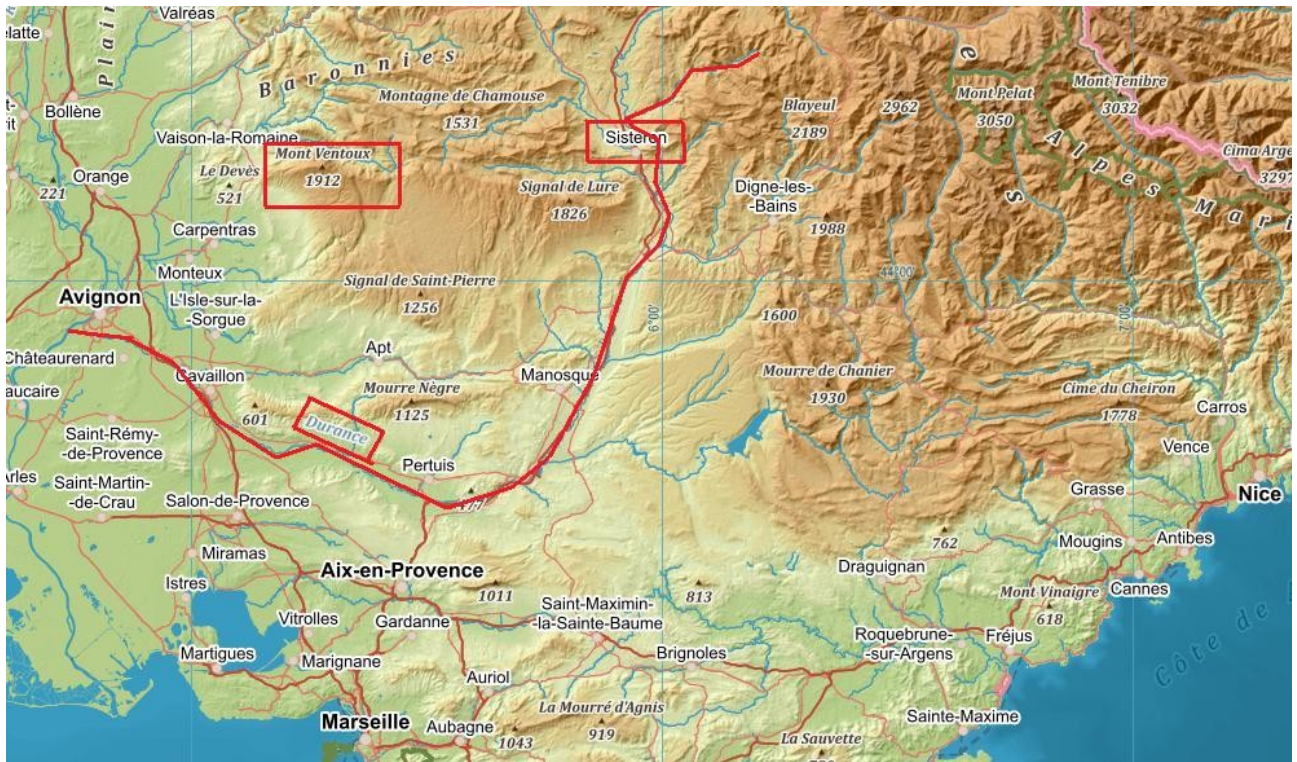 Valréas
Plai
Baronnies
Montagne de Chamouse
1531
Bollène
Vaison-la-Romaine
Mont Ventoux
1912
Le Devès
521
221
Orange
Sisteron
Signal de Lure
1826
Blayeul
2189
2962
Mont Pelat
3050
Mont Tenibre
3032
Cima Arge
3297
Alpes Mari
Digne-les-
-Bains
1988
Carpentras
Monteux
Signal de Saint-Pierre
1256
44°00'
6°00'
7°00'
Avignon
L'Isle-sur-la-
-Sorgue
1600
Châteaurenard
Apt
Cavaillon
Mourre Nègre
1125
Manosque
Mourre de Chanier
1930
Cime du Cheiron
1778
Carros
aucaire
601
Durance
Saint-Rémy-
-de-Provence
Pertuis
Vence
Arles
Saint-Martin-
-de-Crau
Salon-de-Provence
477
Grasse
Nice
Miramas
762
Mougins
Antibes
Istres
Aix-en-Provence
1011
813
Draguignan
Mont Vinaigre
618
Cannes
Vitrolles
Gardanne
Saint-Maximin-
-la-Sainte-Baume
Roquebrune-
-sur-Argens
Fréjus
Martigues
Marignane
Brignoles
Auriol
Côte de
La Mourré d'Agnis
919
Marseille
Aubagne
1043
La Sauvette
Sainte-Maxime